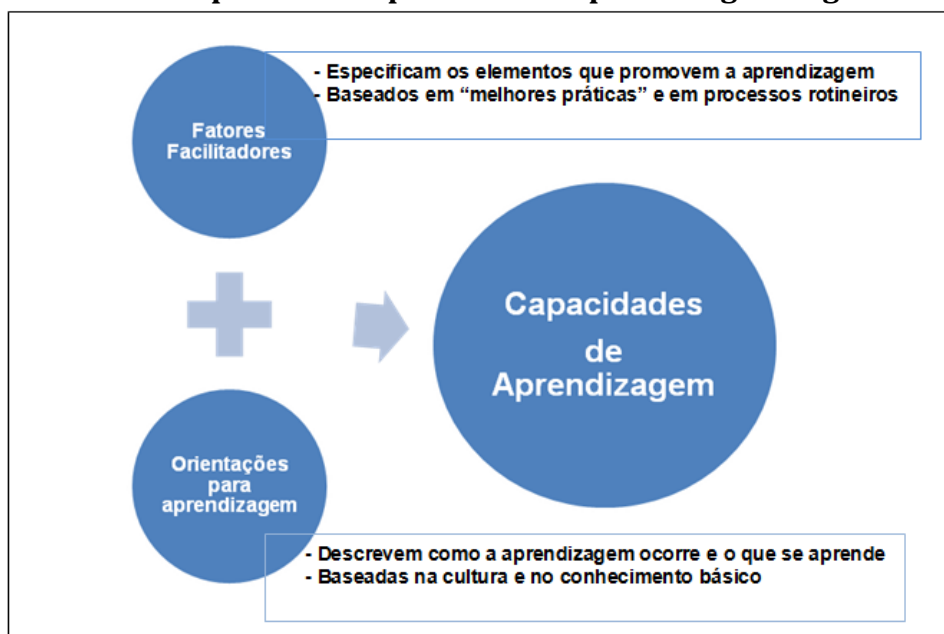 Fatores
Facilitadores
- Especificam os elementos que promovem a aprendizagem
- Baseados em “melhores práticas” e em processos rotineiros
Capacidades
de
Aprendizagem
Orientações
para
aprendizagem
- Descrevem como a aprendizagem ocorre e o que se aprende
- Baseadas na cultura e no conhecimento básico